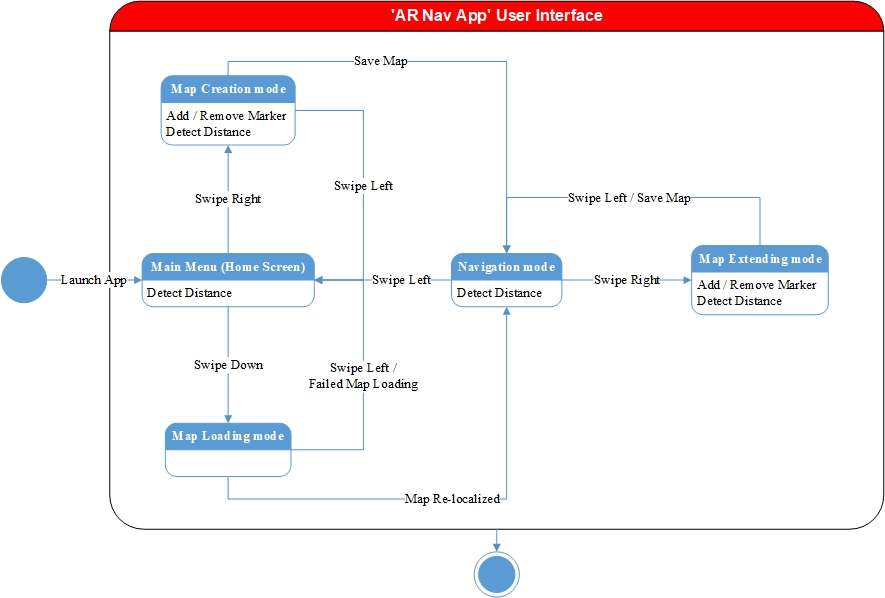 'AR Nav App' User Interface
Save Map
Map Creation mode
Add / Remove Marker
Detect Distance
Swipe Left
Swipe Right
Swipe Left / Save Map
Launch App
Main Menu (Home Screen)
Detect Distance
Swipe Left
Navigation mode
Detect Distance
Swipe Right
Map Extending mode
Add / Remove Marker
Detect Distance
Swipe Down
Swipe Left /
Failed Map Loading
Map Loading mode
Map Re-localized